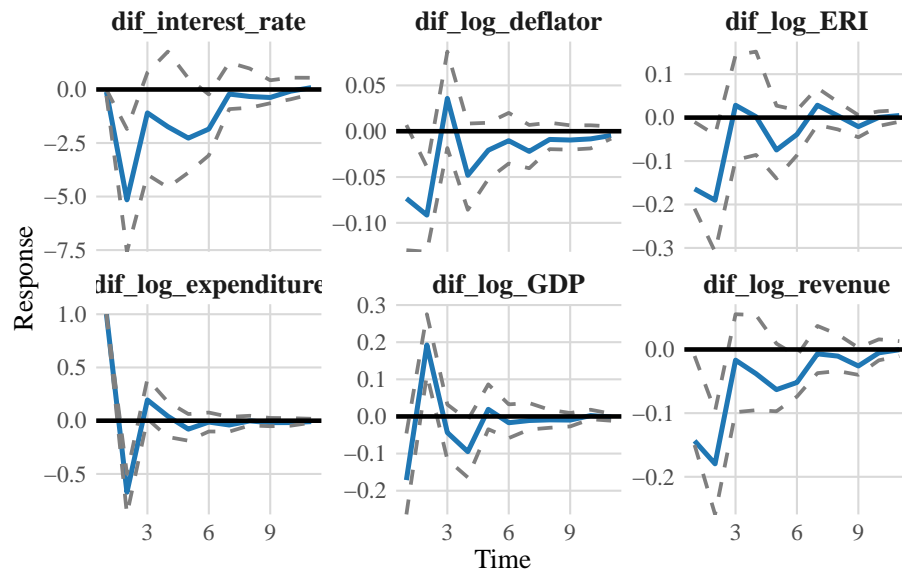 dif_interest_rate dif_log_deflator dif_log_ERI
0.0 0.05 0.1
−2.5 0.00 0.0
−5.0 −0.05 −0.1
−7.5 −0.10 −0.2
−0.3
dif_log_expenditure dif_log_GDP dif_log_revenue
1.0 0.3
0.5 0.2 0.0
0.0 0.1 −0.1
−0.5 0.0 −0.2
−0.1
−0.2
3 6 9 3 6 9 3 6 9
Time
Response